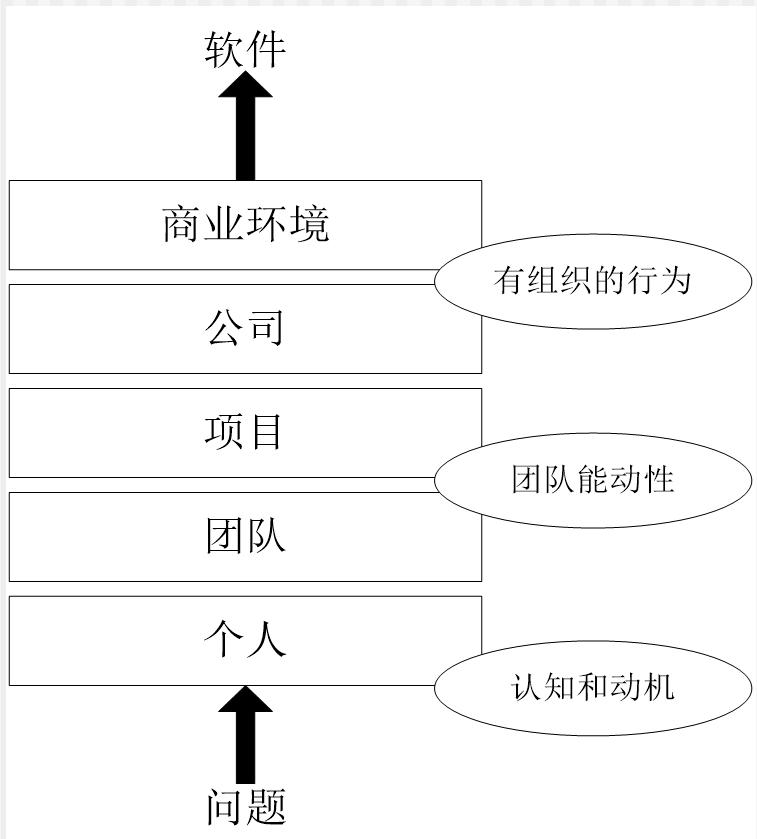 软件
商业环境
有组织的行为
公司
项目
团队能动性
团队
个人
认知和动机
问题